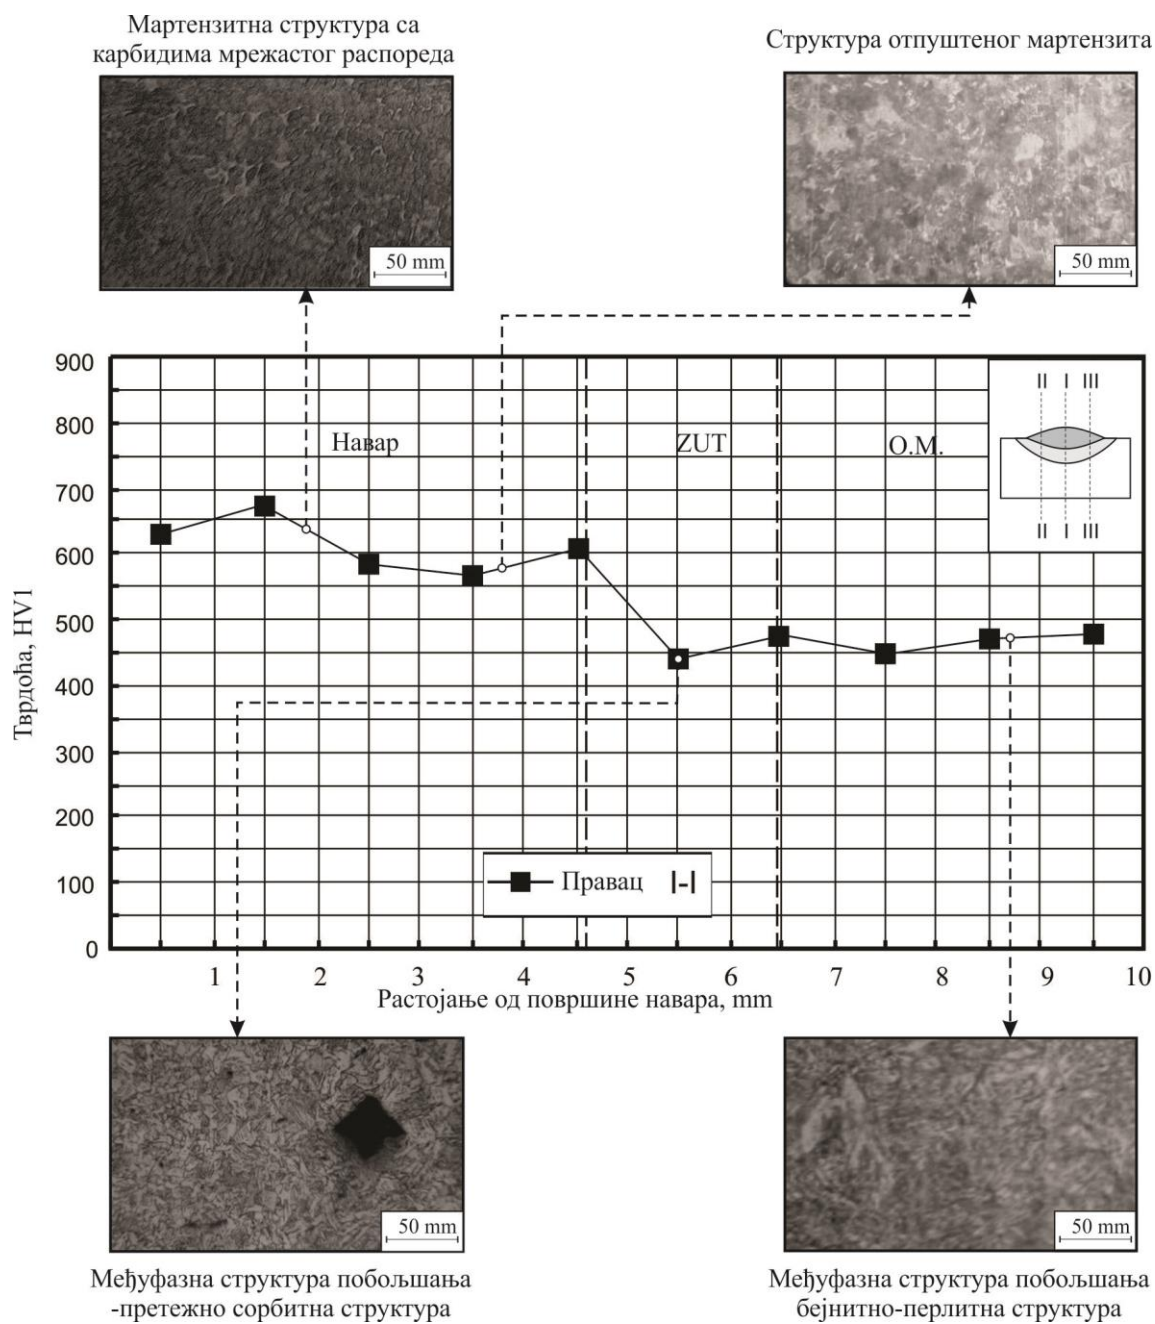 Мартензитна структура са
карбидима мрежастог распореда
Структура отпуштеног мартензита
50 mm
50 mm
900
800
700
600
500
400
300
200
100
0
Тврдоћа, HV1
Навар
ZUT
О.М.
II I III
II I III
Правац I-I
1 2 3 4 5 6 7 8 9 10
Растојање од површине навара, mm
50 mm
50 mm
Међуфазна структура побољшања
-претежно сорбитна структура
Међуфазна структура побољшања
бејнитно-перлитна структура